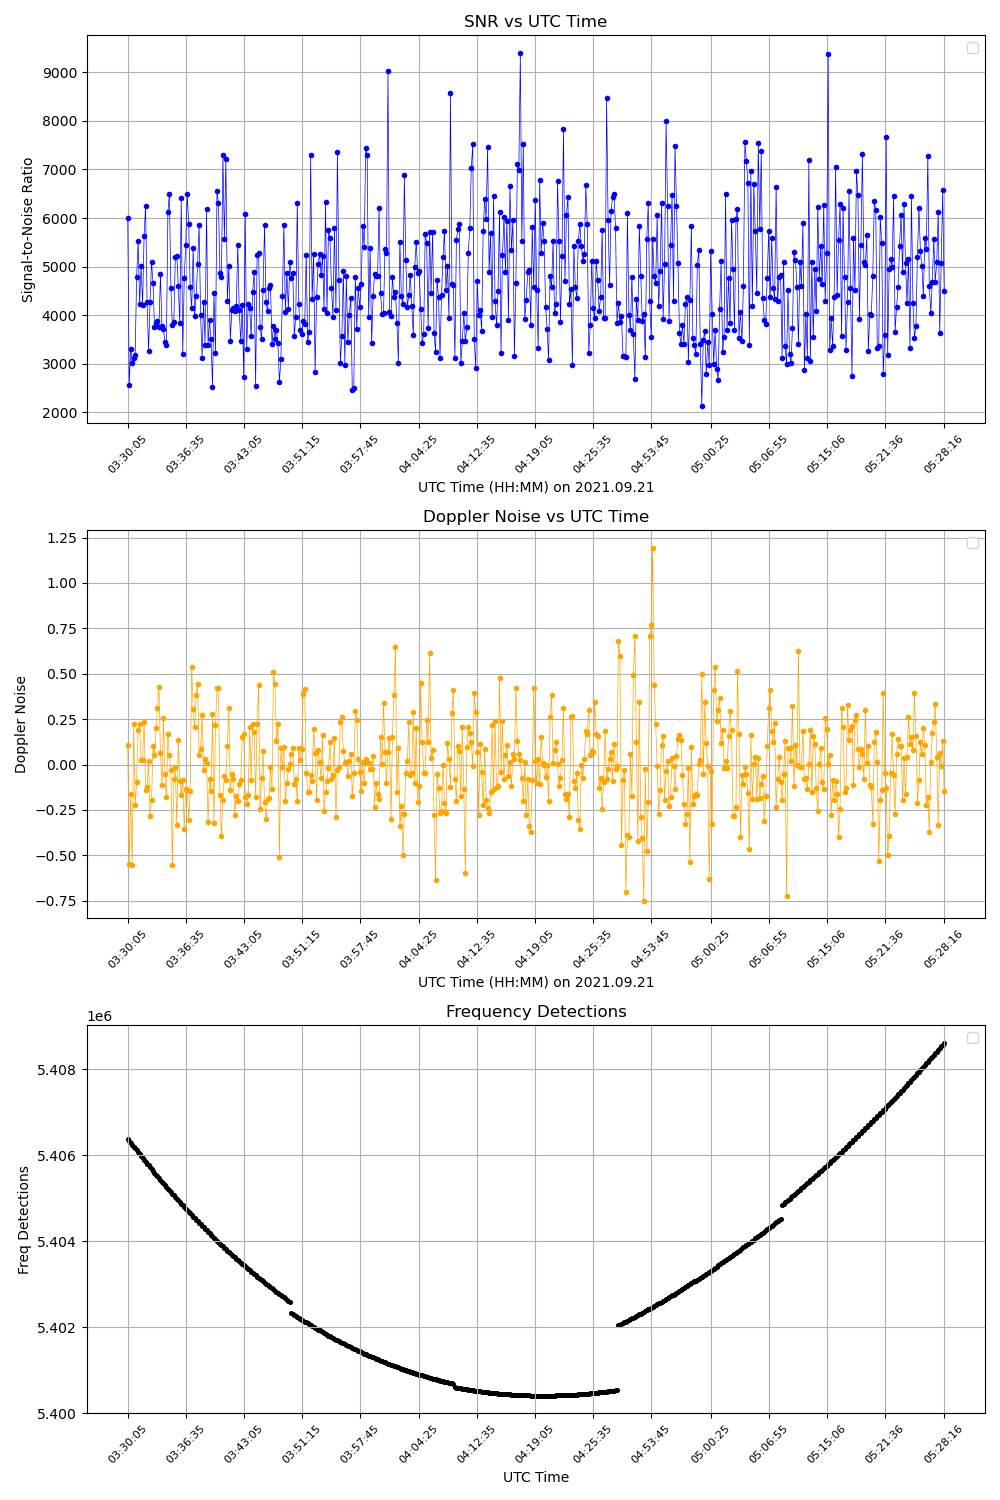 SNR vs UTC Time
Signal-to-Noise Ratio
9000
8000
7000
6000
5000
4000
3000
2000
03:30:05 03:36:35 03:43:05 03:51:15 03:57:45 04:04:25 04:12:35 04:19:05 04:25:35 04:53:45 05:00:25 05:06:55 05:15:06 05:21:36 05:28:16
UTC Time (HH:MM) on 2021.09.21
Doppler Noise vs UTC Time
Doppler Noise
1.25
1.00
0.75
0.50
0.25
0.00
−0.25
−0.50
−0.75
03:30:05 03:36:35 03:43:05 03:51:15 03:57:45 04:04:25 04:12:35 04:19:05 04:25:35 04:53:45 05:00:25 05:06:55 05:15:06 05:21:36 05:28:16
UTC Time (HH:MM) on 2021.09.21
Frequency Detections
1e6
Freq Detections
5.408
5.406
5.404
5.402
5.400
03:30:05 03:36:35 03:43:05 03:51:15 03:57:45 04:04:25 04:12:35 04:19:05 04:25:35 04:53:45 05:00:25 05:06:55 05:15:06 05:21:36 05:28:16
UTC Time